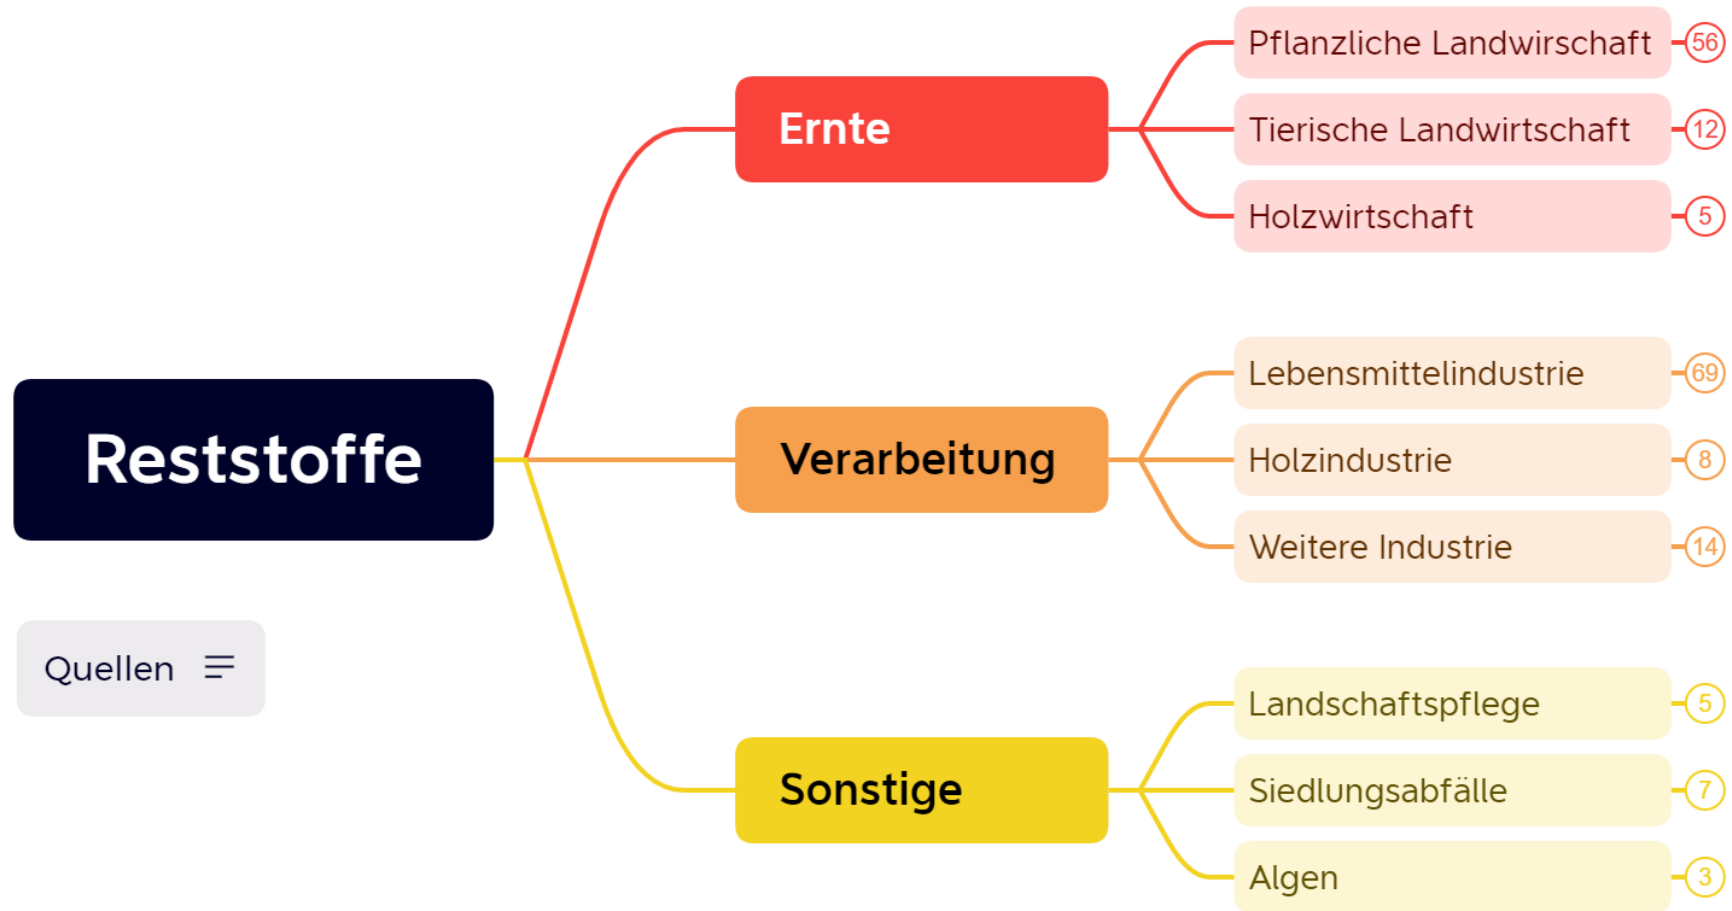 Reststoffe
Quellen
Ernte
Pflanzliche Landwirschaft 56
Tierische Landwirtschaft 12
Holzwirtschaft 5
Verarbeitung
Lebensmittelindustrie 69
Holzindustrie 8
Weitere Industrie 14
Sonstige
Landschaftspflege 5
Siedlungsabfälle 7
Algen 3